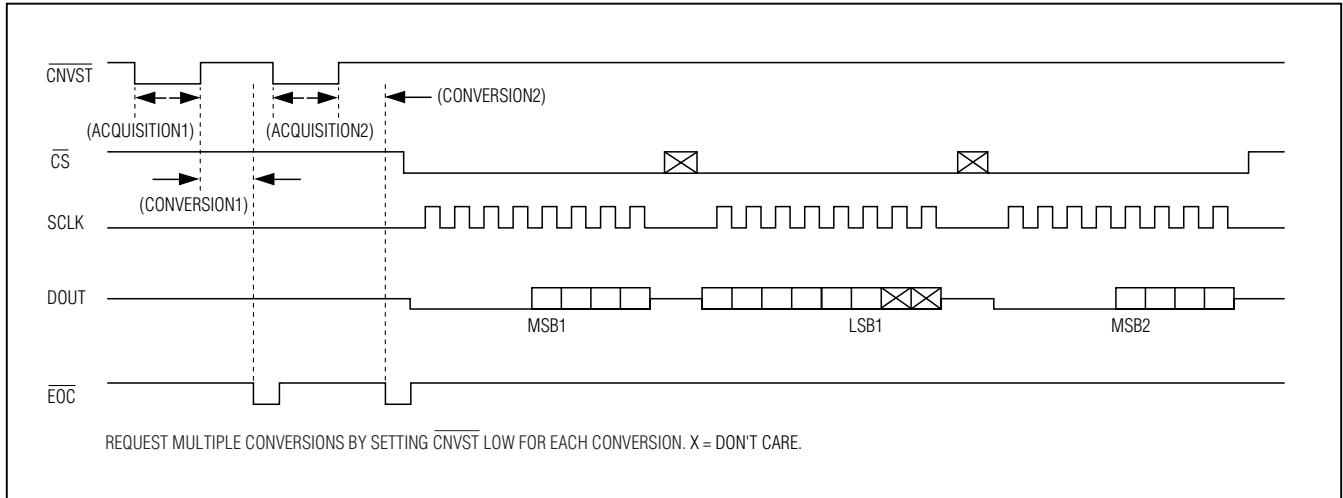 CNVST
(CONVERSION2)
(ACQUISITION1) (ACQUISITION2)
CS
(CONVERSION1)
SCLK
DOUT
MSB1 LSB1 MSB2
EOC
REQUEST MULTIPLE CONVERSIONS BY SETTING CNVST LOW FOR EACH CONVERSION. X = DON'T CARE.